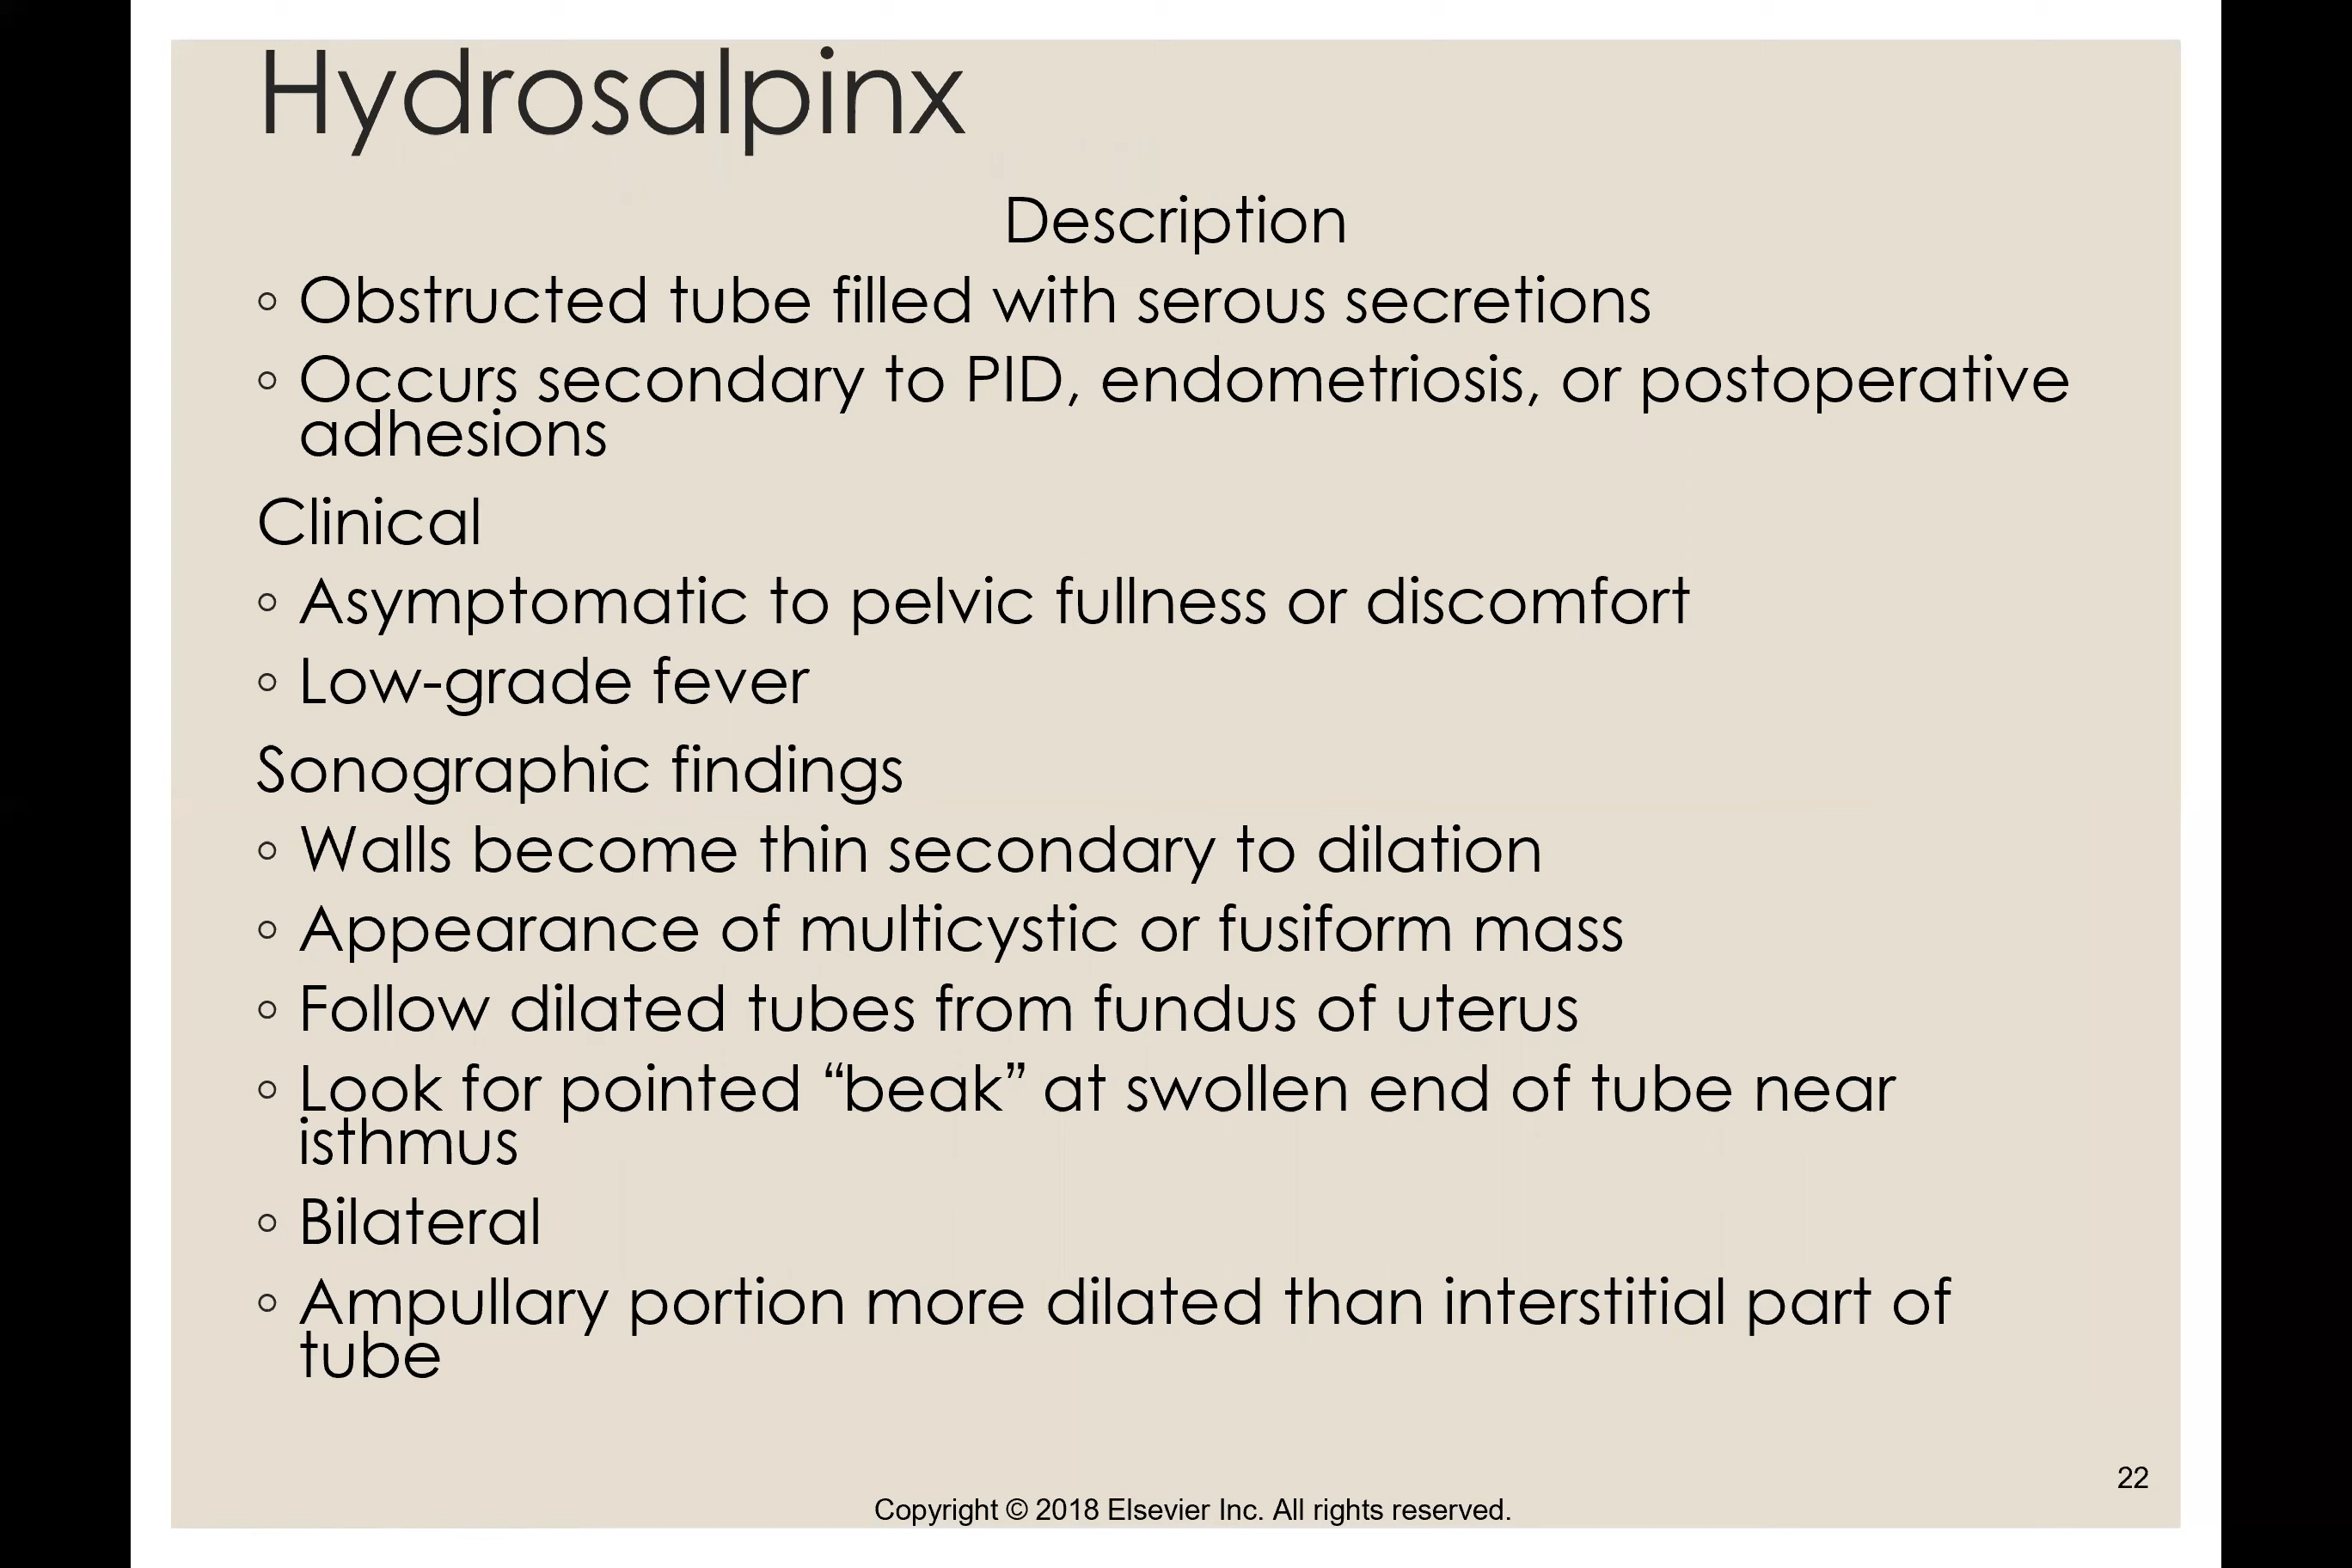 Hydrosalpinx
Description
◦ Obstructed tube filled with serous secretions
◦ Occurs secondary to PID, endometriosis, or postoperative
adhesions
Clinical
◦ Asymptomatic to pelvic fullness or discomfort
◦ Low-grade fever
Sonographic findings
◦ Walls become thin secondary to dilation
◦ Appearance of multicystic or fusiform mass
◦ Follow dilated tubes from fundus of uterus
◦ Look for pointed “beak” at swollen end of tube near
isthmus
◦ Bilateral
◦ Ampullary portion more dilated than interstitial part of
tube
22
Copyright © 2018 Elsevier Inc. All rights reserved.